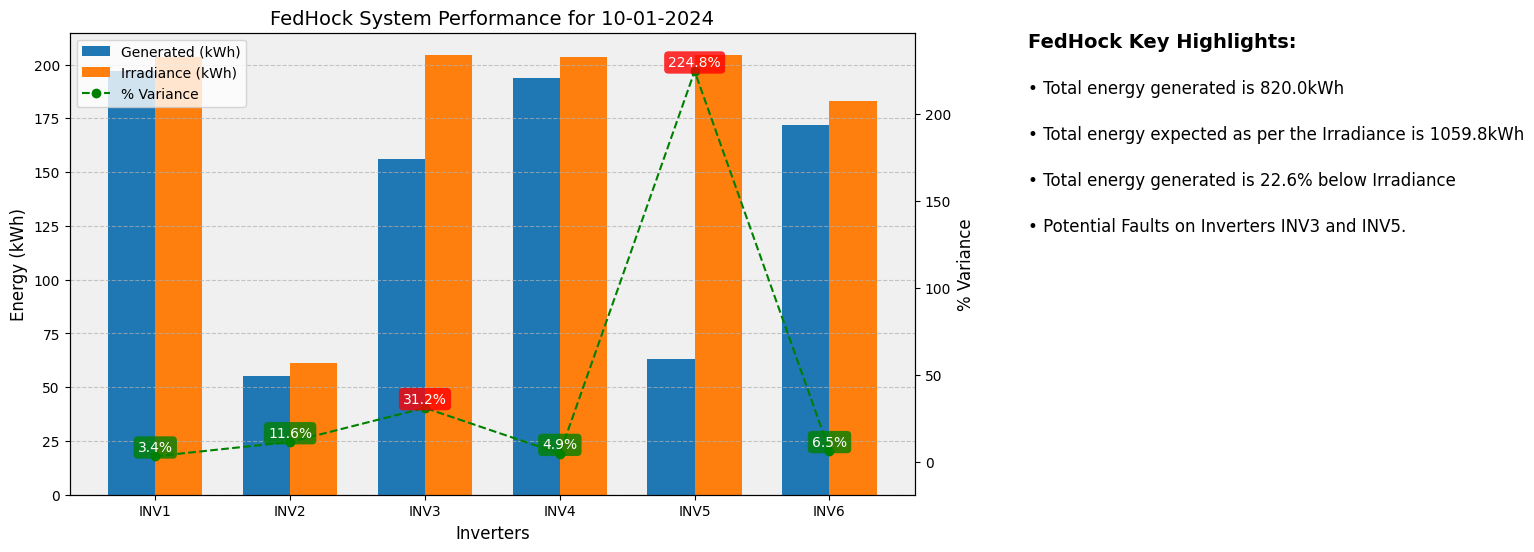 FedHock System Performance for 10-01-2024
Generated (kWh)
Irradiance (kWh)
% Variance
Energy (kWh)
200
175
150
125
100
75
50
25
0
3.4%
11.6%
31.2%
4.9%
224.8%
6.5%
INV1
INV2
INV3
INV4
INV5
INV6
Inverters
200
150
100
50
0
% Variance
FedHock Key Highlights:
• Total energy generated is 820.0kWh
• Total energy expected as per the Irradiance is 1059.8kWh
• Total energy generated is 22.6% below Irradiance
• Potential Faults on Inverters INV3 and INV5.